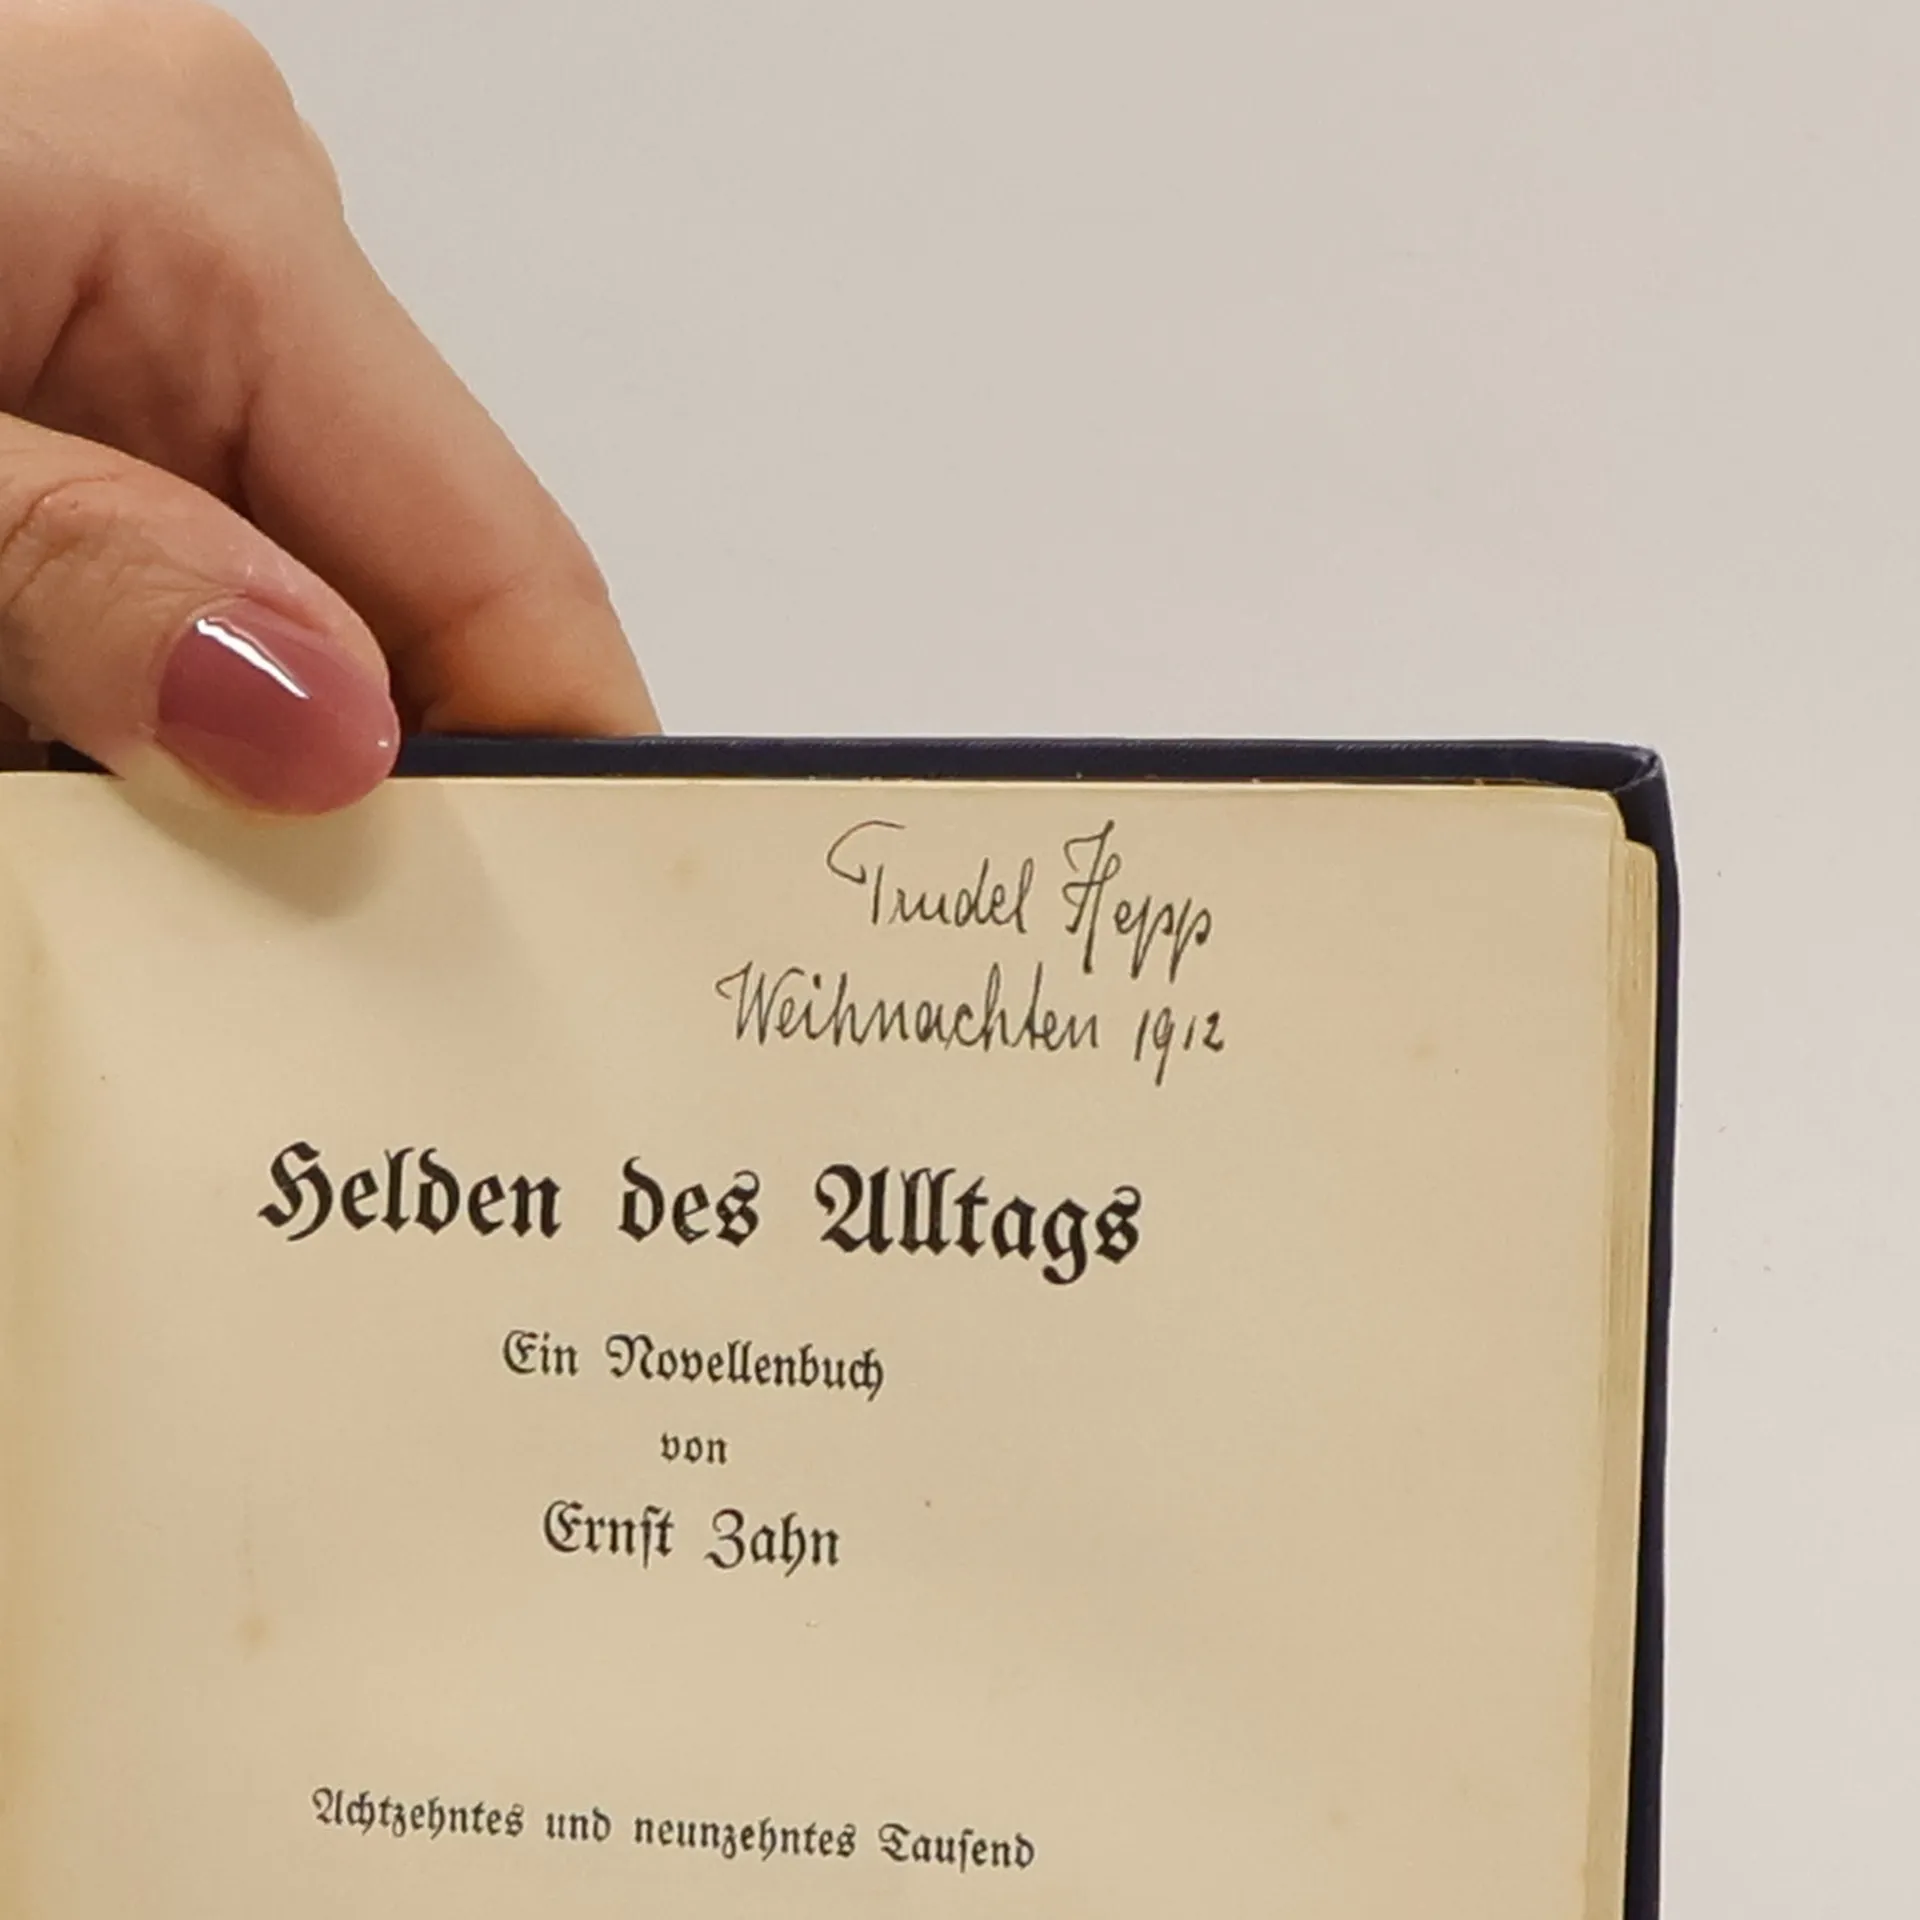 Trudel Hepp
Weihnachten 1912
Helden des Alltags
Ein Novellenbuch
von
Ernſt Zahn
Achtzehntes und neunzehntes Tauſend